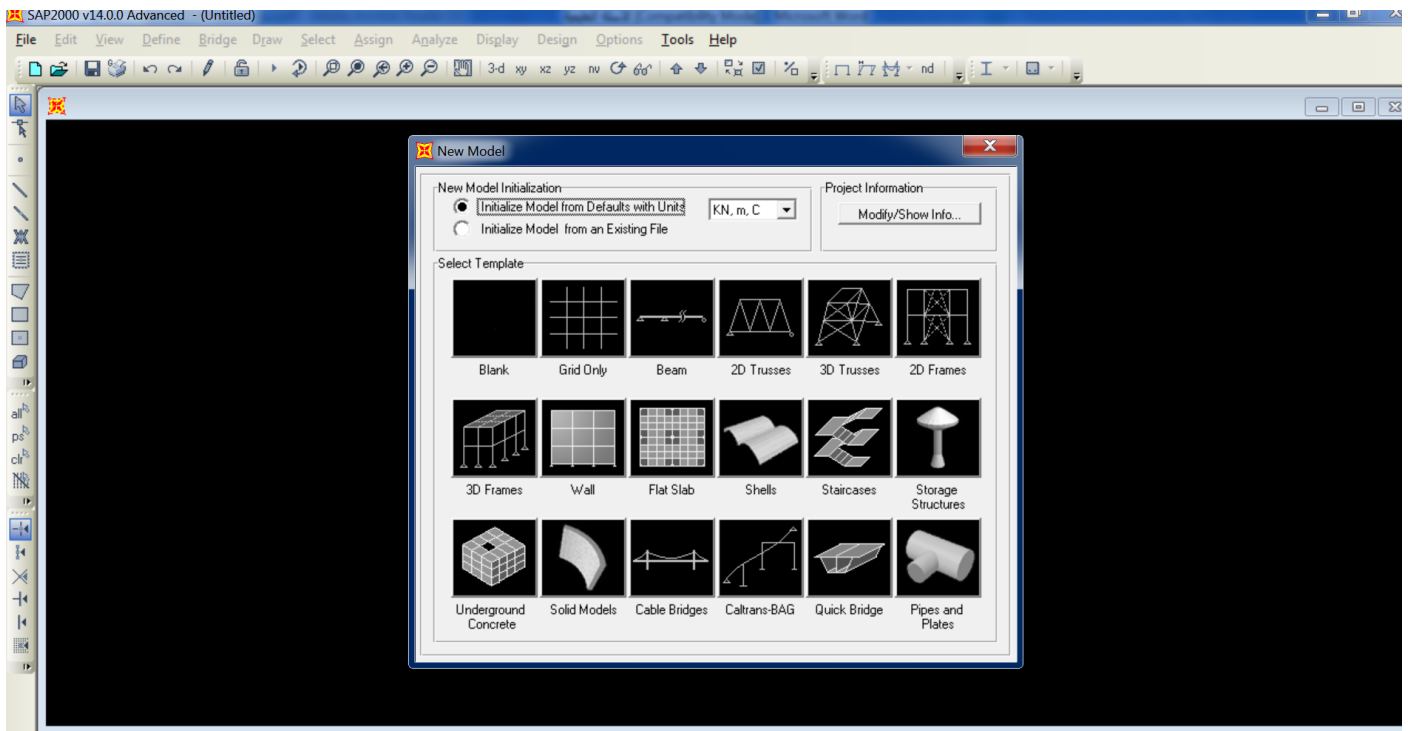 SAP2000 v14.0.0 Advanced - (Untitled)
File Edit View Define Bridge Draw Select Assign Analyze Display Design Options Tools Help
3-d xy xz yz nv nd
New Model
New Model Initialization
Project Information
Initialize Model from Defaults with Units
KN, m, C
Modify/Show Info...
Initialize Model from an Existing File
Select Template
Blank Grid Only Beam 2D Trusses 3D Trusses 2D Frames
all
ps
clr
3D Frames Wall Flat Slab Shells Staircases Storage
Structures
Underground Solid Models Cable Bridges Caltrans-BAG Quick Bridge Pipes and
Concrete Plates